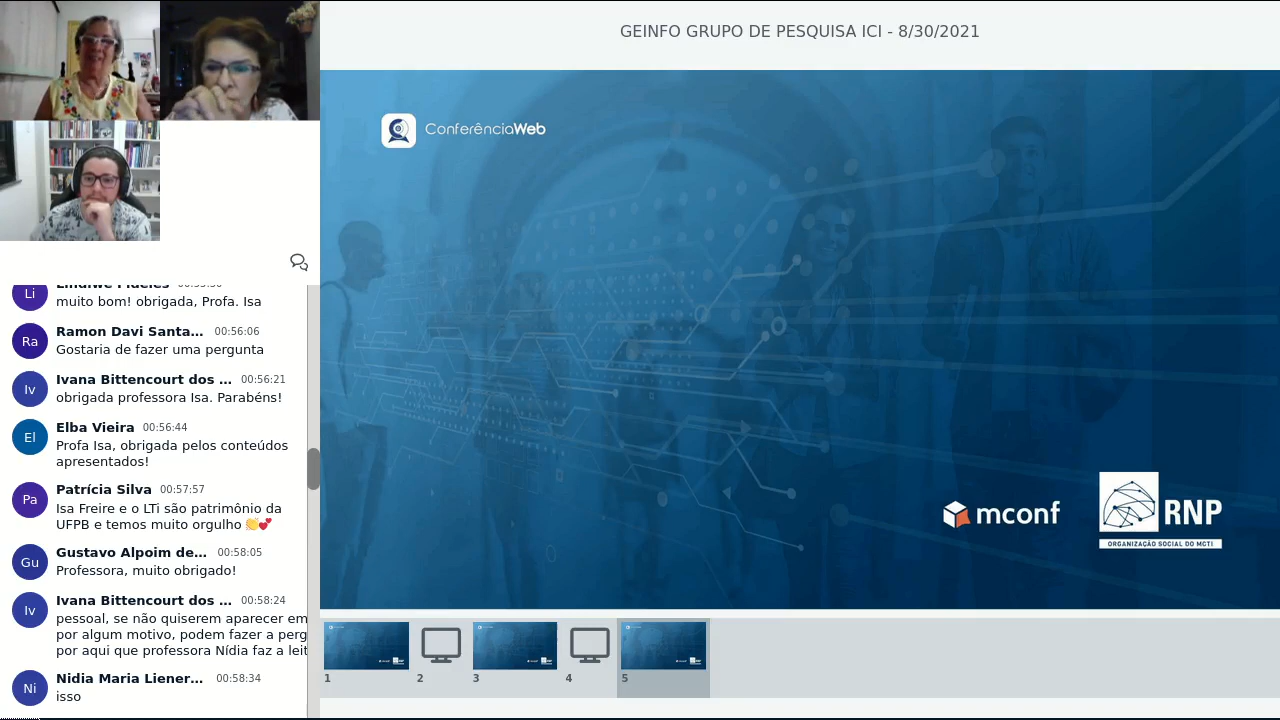 GEINFO GRUPO DE PESQUISA ICI - 8/30/2021
ConferênciaWeb
Li
muito bom! obrigada, Profa. Isa
Ra
Ramon Davi Santa... 00:56:06
Gostaria de fazer uma pergunta
Iv
Ivana Bittencourt dos ... 00:56:21
obrigada professora Isa. Parabéns!
El
Elba Vieira 00:56:44
Profa Isa, obrigada pelos conteúdos
apresentados!
Pa
Patrícia Silva 00:57:57
Isa Freire e o LTi são patrimônio da
UFPB e temos muito orgulho 👏💕
Gu
Gustavo Alpoim de... 00:58:05
Professora, muito obrigado!
Iv
Ivana Bittencourt dos ... 00:58:24
pessoal, se não quiserem aparecer em
por algum motivo, podem fazer a perg
por aqui que professora Nídia faz a leit
Ni
Nidia Maria Liener... 00:58:34
isso
mconf
RNP
ORGANIZAÇÃO SOCIAL DO MCTI
1
2
3
4
5